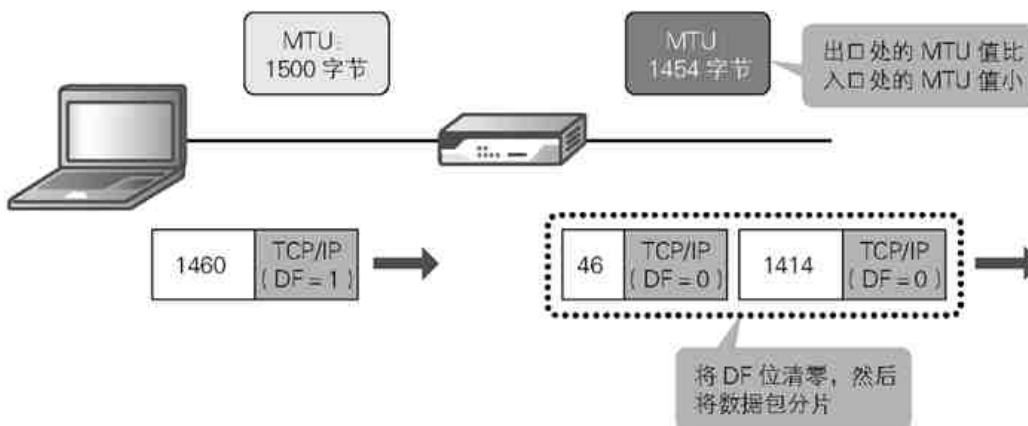 MTU:
1500 字节
MTU
1454 字节
出口处的 MTU 值比
入口处的 MTU 值小
1460
TCP/IP
( DF = 1 )
46
TCP/IP
( DF = 0 )
1414
TCP/IP
( DF = 0 )
将 DF 位清零，然后
将数据包分片